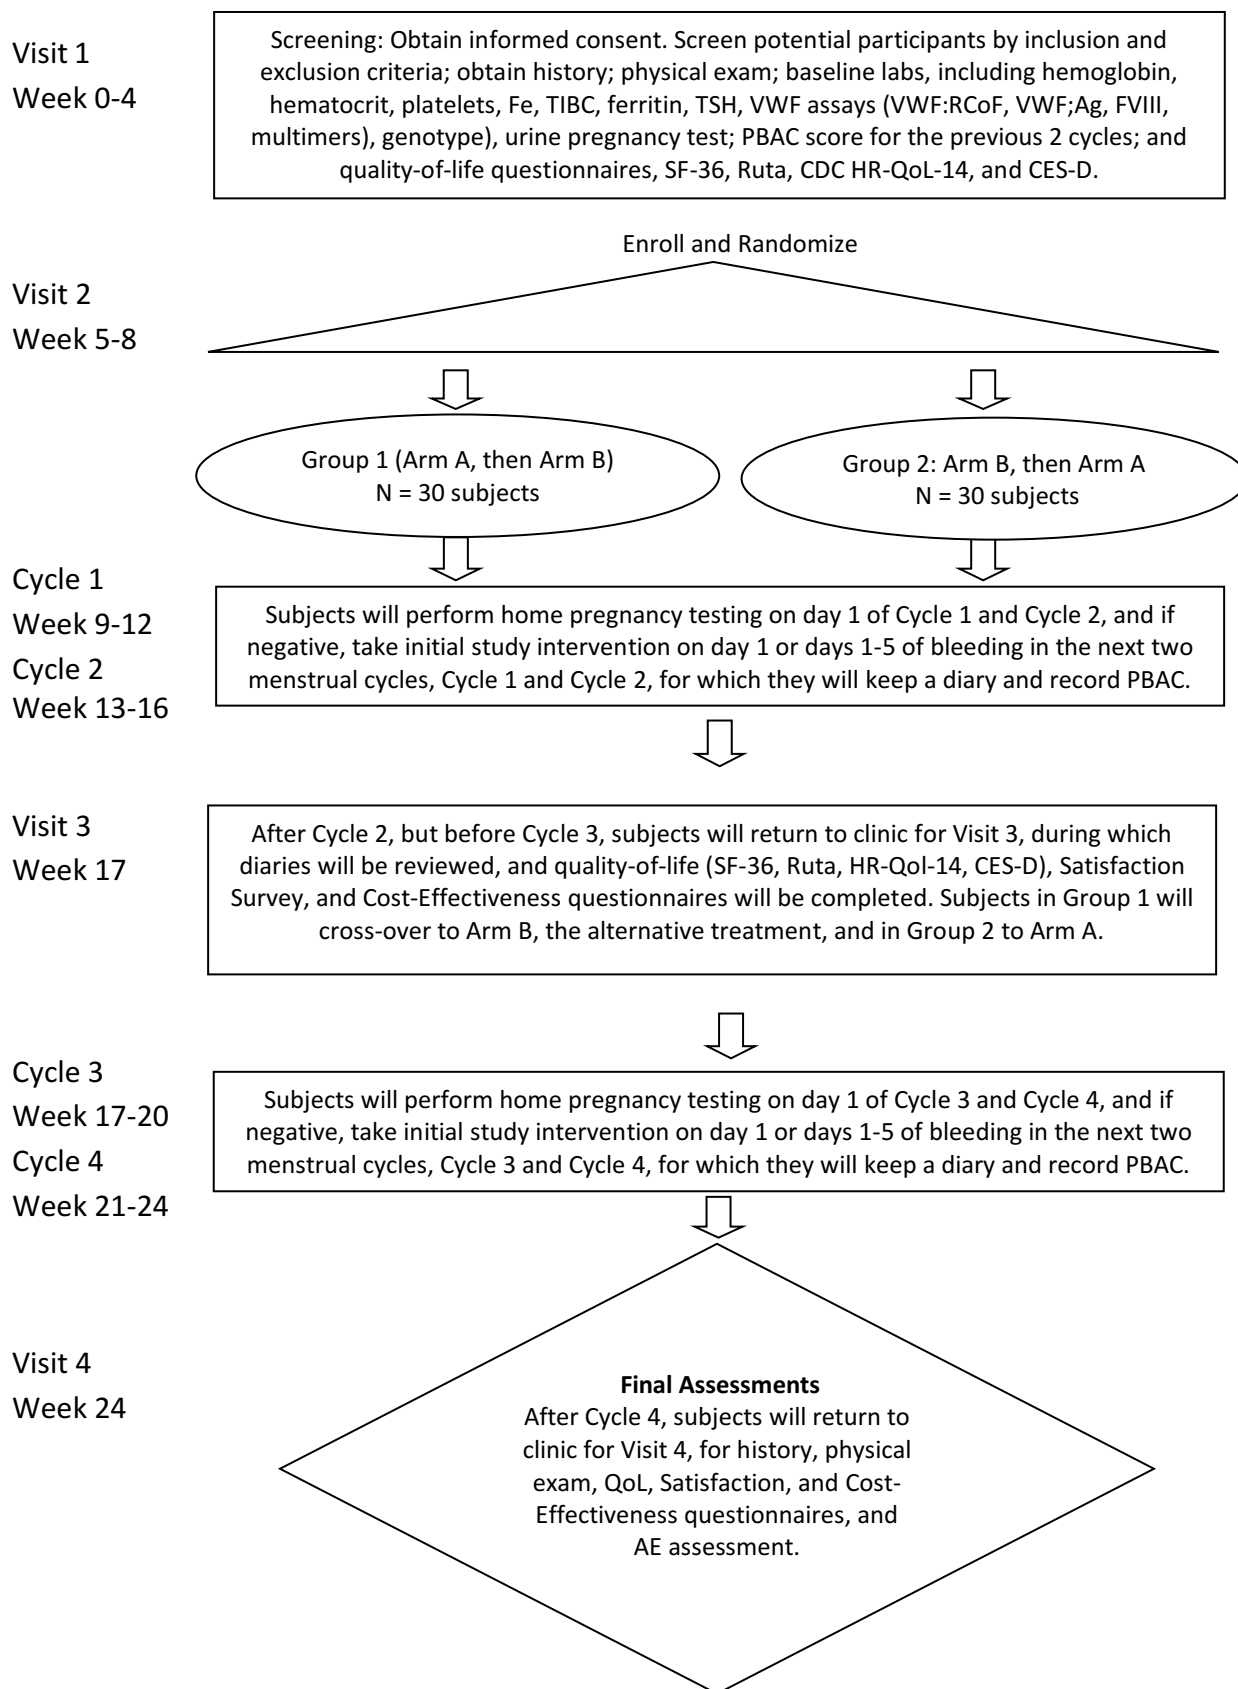 Visit 1
Week 0-4
Screening: Obtain informed consent. Screen potential participants by inclusion and
exclusion criteria; obtain history; physical exam; baseline labs, including hemoglobin,
hematocrit, platelets, Fe, TIBC, ferritin, TSH, VWF assays (VWF:RCoF, VWF;Ag, FVIII,
multimers), genotype), urine pregnancy test; PBAC score for the previous 2 cycles; and
quality-of-life questionnaires, SF-36, Ruta, CDC HR-QoL-14, and CES-D.
Enroll and Randomize
Visit 2
Week 5-8
Group 1 (Arm A, then Arm B)
N = 30 subjects
Group 2: Arm B, then Arm A
N = 30 subjects
Cycle 1
Week 9-12
Cycle 2
Week 13-16
Subjects will perform home pregnancy testing on day 1 of Cycle 1 and Cycle 2, and if
negative, take initial study intervention on day 1 or days 1-5 of bleeding in the next two
menstrual cycles, Cycle 1 and Cycle 2, for which they will keep a diary and record PBAC.
Visit 3
Week 17
After Cycle 2, but before Cycle 3, subjects will return to clinic for Visit 3, during which
diaries will be reviewed, and quality-of-life (SF-36, Ruta, HR-Qol-14, CES-D), Satisfaction
Survey, and Cost-Effectiveness questionnaires will be completed. Subjects in Group 1 will
cross-over to Arm B, the alternative treatment, and in Group 2 to Arm A.
Cycle 3
Week 17-20
Cycle 4
Week 21-24
Subjects will perform home pregnancy testing on day 1 of Cycle 3 and Cycle 4, and if
negative, take initial study intervention on day 1 or days 1-5 of bleeding in the next two
menstrual cycles, Cycle 3 and Cycle 4, for which they will keep a diary and record PBAC.
Visit 4
Week 24
Final Assessments
After Cycle 4, subjects will return to
clinic for Visit 4, for history, physical
exam, QoL, Satisfaction, and Cost-
Effectiveness questionnaires, and
AE assessment.